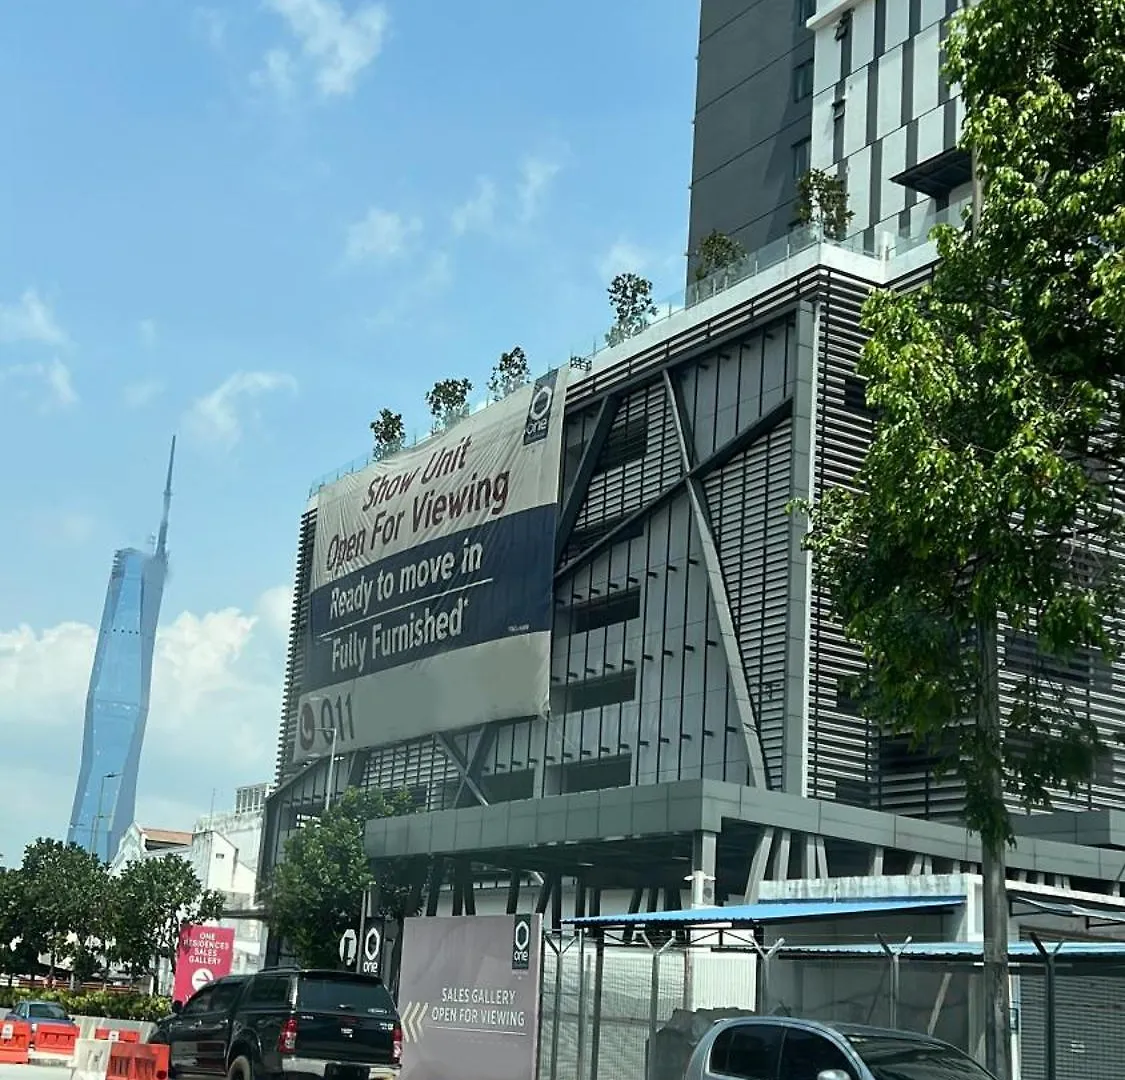 one
Show Unit
Open For Viewing
Ready to move in
Fully Furnished*
011
ONE
RESIDENCES
SALES
GALLERY
one
one
SALES GALLERY
OPEN FOR VIEWING